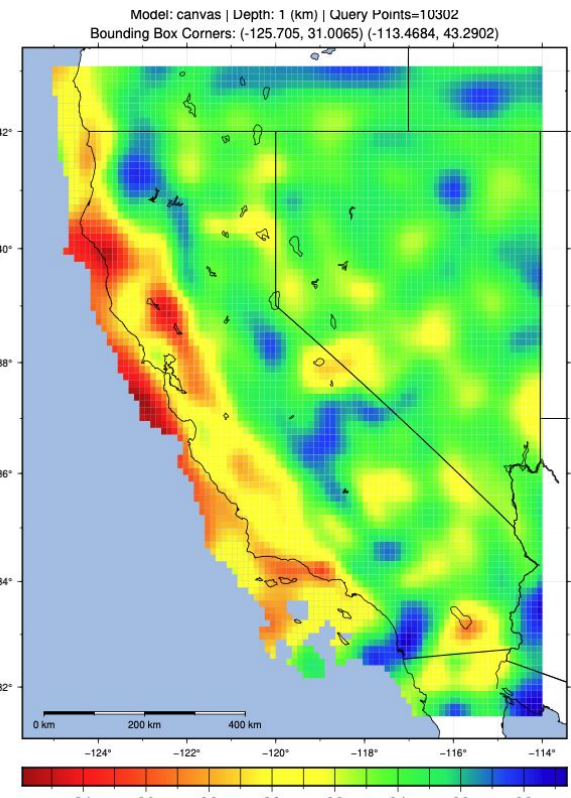 Model: canvas | Depth: 1 (km) | Query Points=10302
Bounding Box Corners: (-125.705, 31.0065) (-113.4684, 43.2902)
42°
40°
38°
36°
34°
32°
0 km 200 km 400 km
-124° -122° -120° -118° -116° -114°